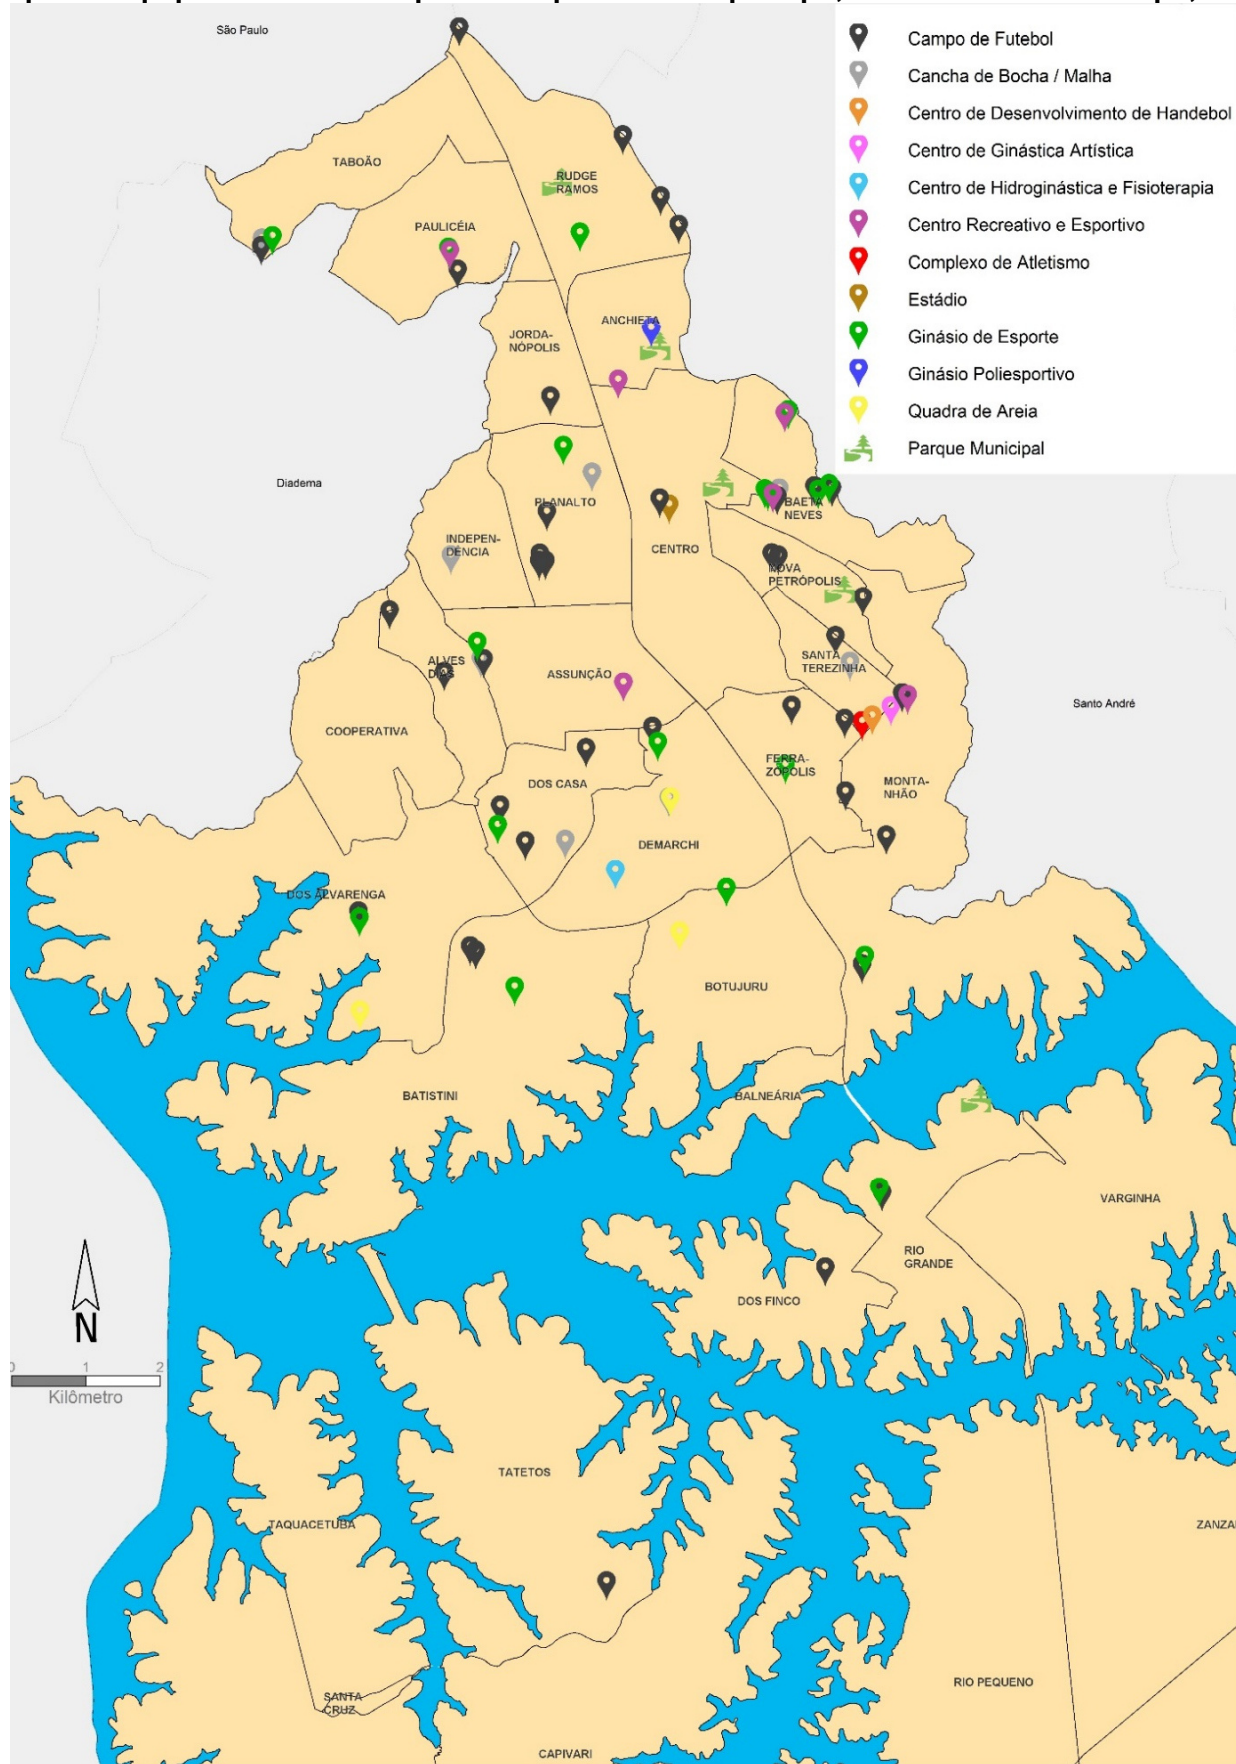 São Paulo
Campo de Futebol
Cancha de Bocha / Malha
Centro de Desenvolvimento de Handebol
Centro de Ginástica Artística
Centro de Hidroginástica e Fisioterapia
Centro Recreativo e Esportivo
Complexo de Atletismo
Estádio
Ginásio de Esporte
Ginásio Poliesportivo
Quadra de Areia
Parque Municipal
TABOÃO
RUDGE
RAMOS
PAULICÉIA
ANCHIETA
JORDA-
NÓPOLIS
Diadema
PLANALTO
BAETA
NEVES
INDEPEN-
DÊNCIA
CENTRO
NOVA
PETRÓPOLIS
ALVES
DIAS
ASSUNÇÃO
SANTA
TEREZINHA
Santo André
COOPERATIVA
FERRA-
ZÓPOLIS
DOS CASA
MONTA-
NHÃO
DEMARCHI
DOS ALVARENGA
BOTUJURU
BATISTINI
BALNEÁRIA
VARGINHA
RIO
GRANDE
DOS FINCO
N
0 1 2
Kilômetro
TATETOS
TAQUACETUBA
ZANZA
RIO PEQUENO
SANTA
CRUZ
CAPIVARI